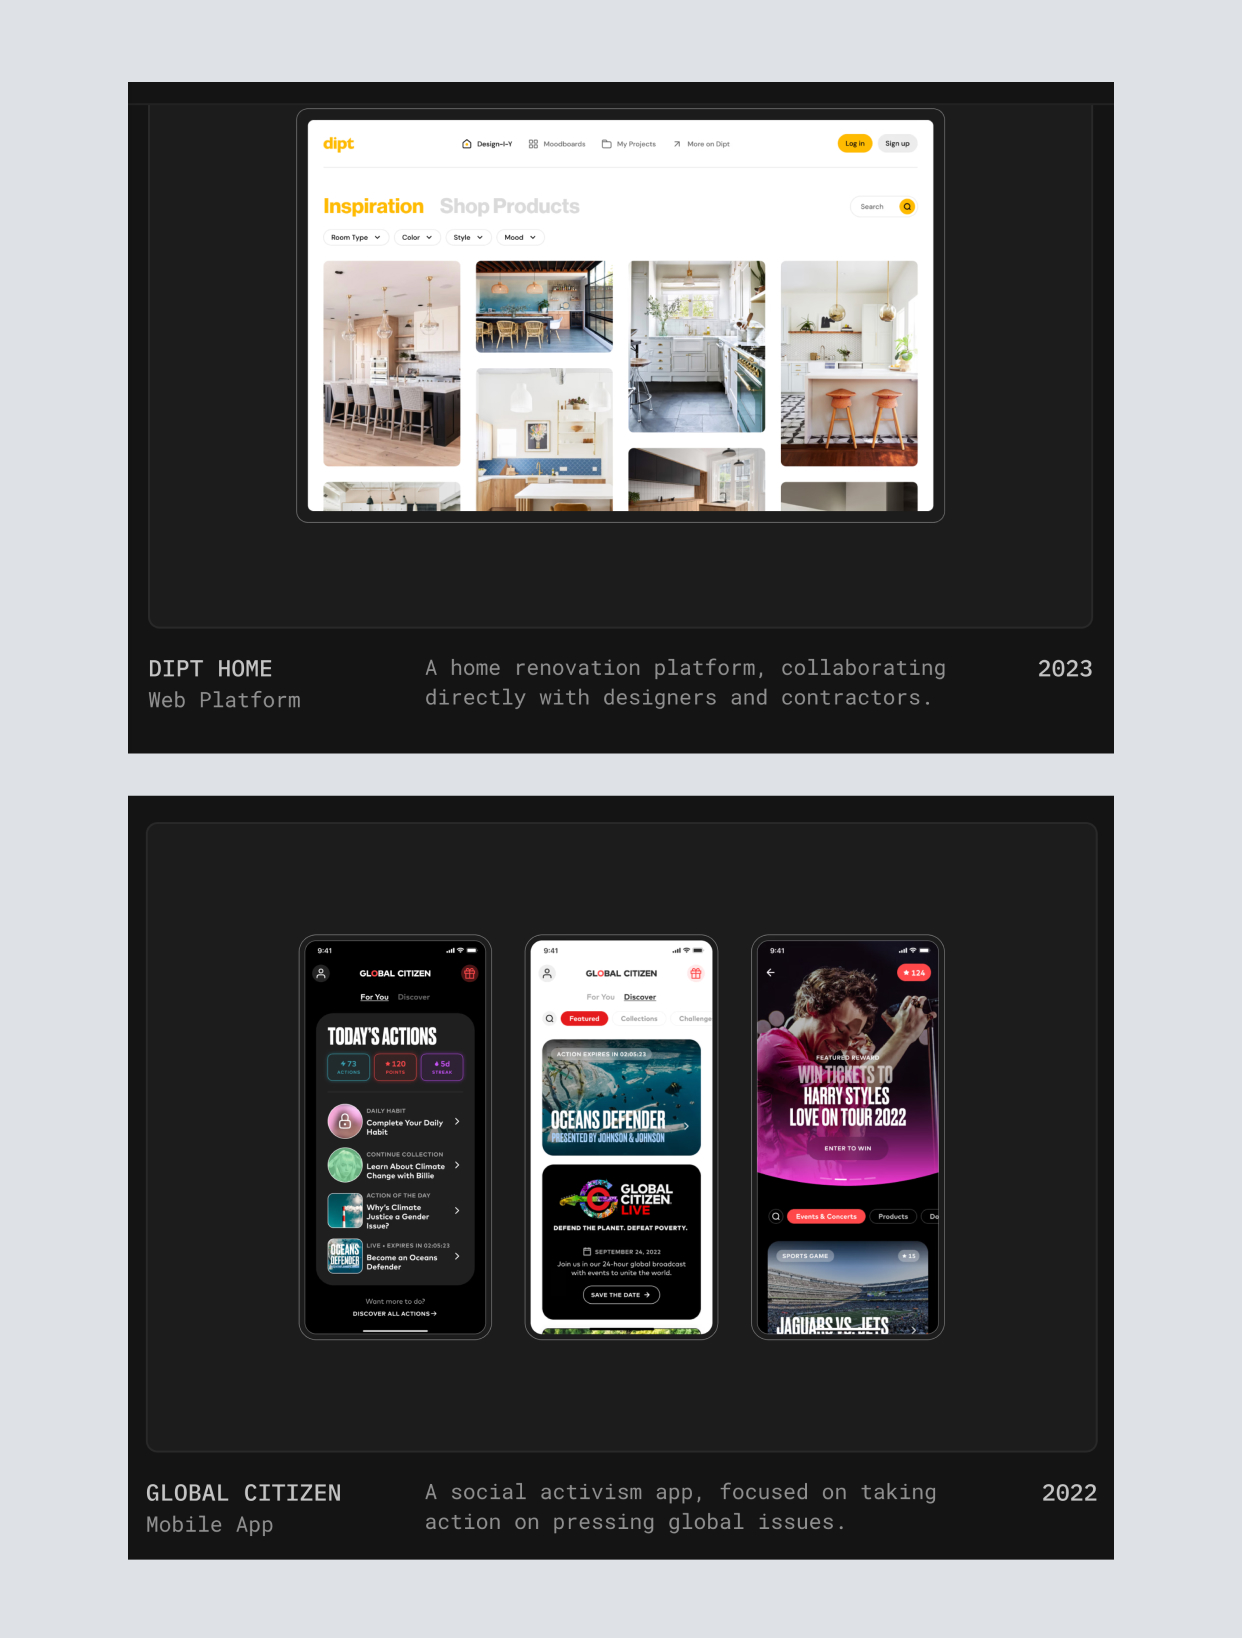 dipt
Design-I-Y
Moodboards
My Projects
More on Dipt
Log in
Sign up
Inspiration
Shop Products
Search
Room Type
Color
Style
Mood
DIPT HOME
Web Platform
A home renovation platform, collaborating
directly with designers and contractors.
2023
9:41
GLOBAL CITIZEN
For You
Discover
TODAY'S ACTIONS
73
ACTIONS
120
POINTS
5d
STREAK
DAILY HABIT
Complete Your Daily
Habit
CONTINUE COLLECTION
Learn About Climate
Change with Billie
ACTION OF THE DAY
Why's Climate
Justice a Gender
Issue?
OCEANS
DEFENDER
LIVE • EXPIRES IN 02:05:23
Become an Oceans
Defender
Want more to do?
DISCOVER ALL ACTIONS→
9:41
GLOBAL CITIZEN
For You
Discover
Featured
Collections
Challenge
ACTION EXPIRES IN 02:05:23
OCEANS DEFENDER
PRESENTED BY JOHNSON & JOHNSON
GLOBAL
CITIZEN
LIVE
DEFEND THE PLANET. DEFEAT POVERTY.
SEPTEMBER 24, 2022
Join us in our 24-hour global broadcast
with events to unite the world.
SAVE THE DATE →
9:41
124
FEATURED REWARD
WIN TICKETS TO
HARRY STYLES
LOVE ON TOUR 2022
ENTER TO WIN
Events & Concerts
Products
Do
SPORTS GAME
15
JAGUARS VS. JETS
GLOBAL CITIZEN
Mobile App
A social activism app, focused on taking
action on pressing global issues.
2022